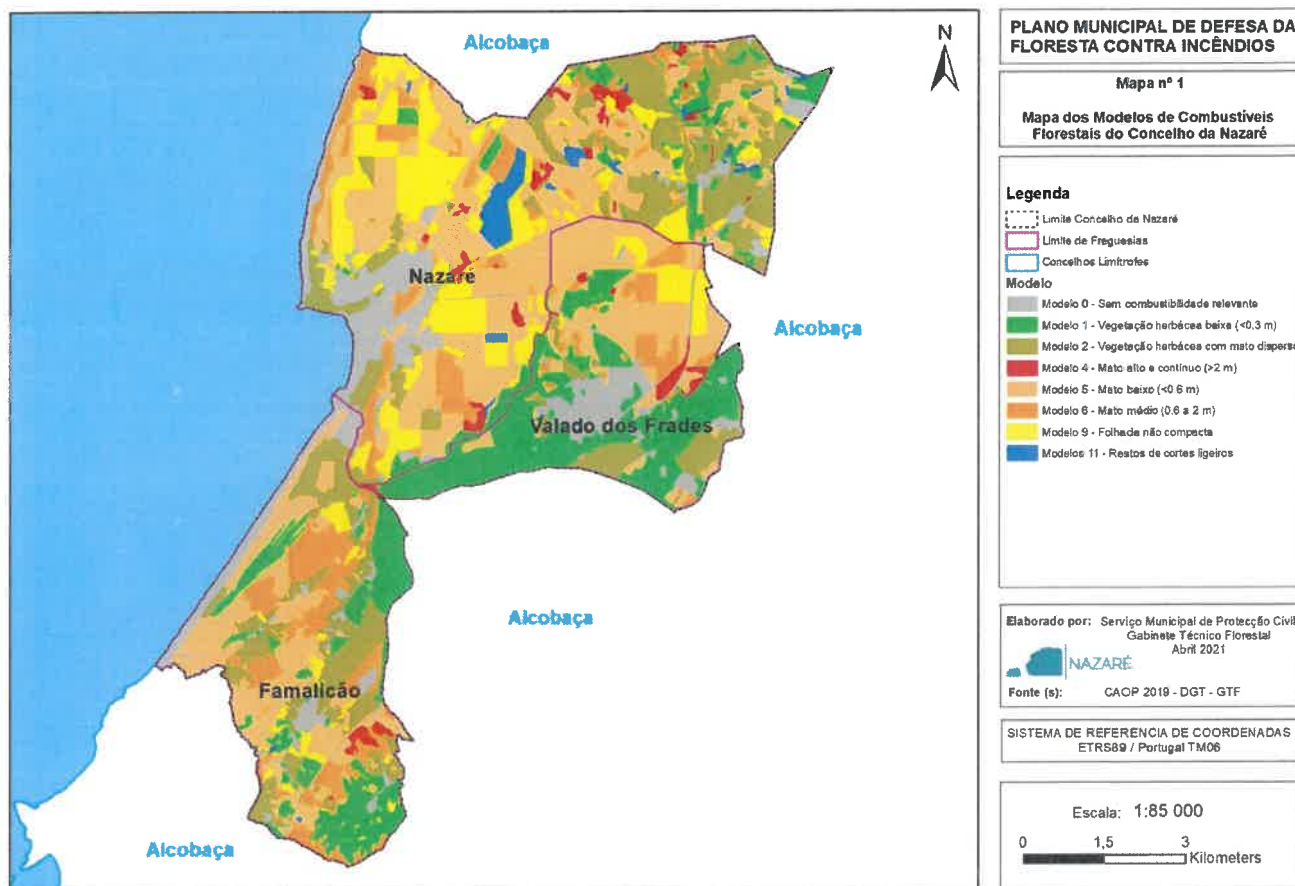 Alcobaça
N
Nazaré
Alcobaça
Valado dos Frades
Alcobaça
Famalicão
Alcobaça
PLANO MUNICIPAL DE DEFESA DA
FLORESTA CONTRA INCÊNDIOS
Mapa nº 1
Mapa dos Modelos de Combustíveis
Florestais do Concelho da Nazaré
Legenda
Limite Concelho da Nazaré
Limite de Freguesias
Concelhos Limítrofes
Modelo
Modelo 0 - Sem combustibilidade relevante
Modelo 1 - Vegetação herbácea baixa (<0,3 m)
Modelo 2 - Vegetação herbácea com mato disperso
Modelo 4 - Mato alto e contínuo (>2 m)
Modelo 5 - Mato baixo (<0.6 m)
Modelo 6 - Mato médio (0.6 a 2 m)
Modelo 9 - Folhada não compacta
Modelos 11 - Restos de cortes ligeiros
Elaborado por: Serviço Municipal de Protecção Civil
Gabinete Técnico Florestal
Abril 2021
NAZARÉ
Fonte (s): CAOP 2019 - DGT - GTF
SISTEMA DE REFERENCIA DE COORDENADAS
ETRS89 / Portugal TM06
Escala: 1:85 000
0 1,5 3
Kilometers